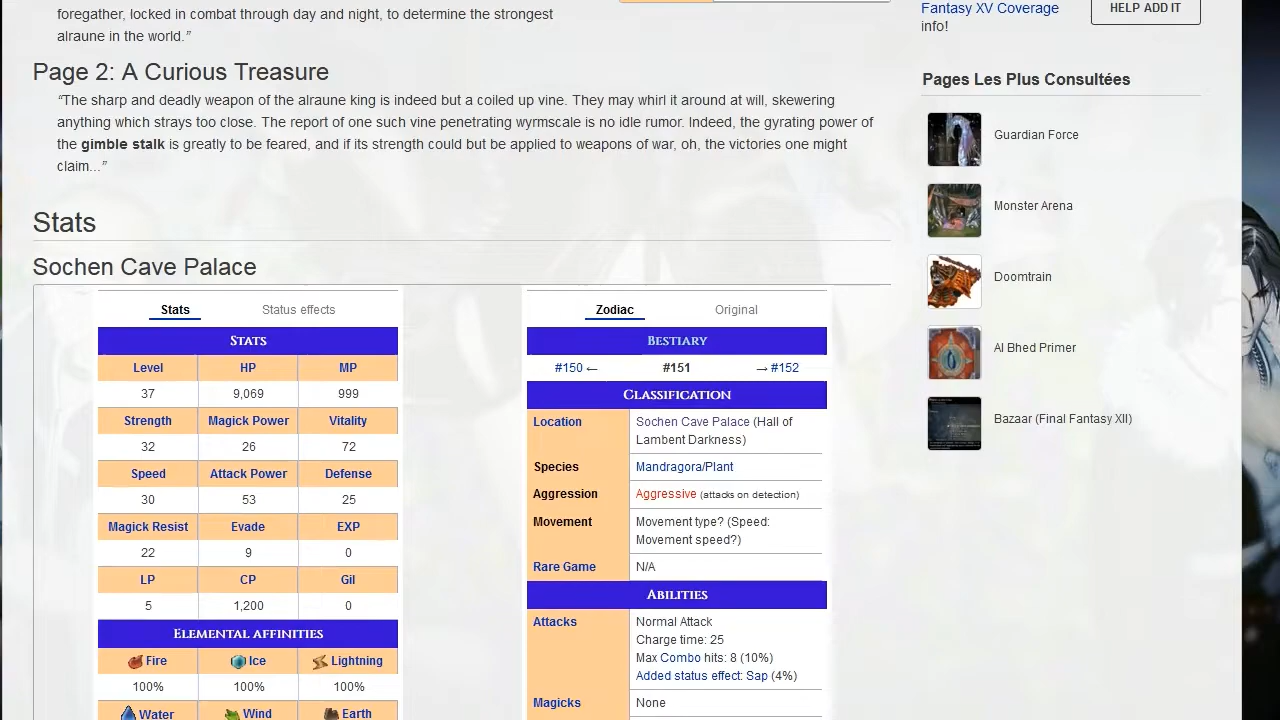 foregather, locked in combat through day and night, to determine the strongest
alraune in the world.”
Page 2: A Curious Treasure
“The sharp and deadly weapon of the alraune king is indeed but a coiled up vine. They may whirl it around at will, skewering
anything which strays too close. The report of one such vine penetrating wyrmscale is no idle runor. Indeed, the gyrating power of
the gimble stalk is greatly to be feared, and if its strength could but be applied to weapons of war, oh, the victories one might
claim...”
Stats
Sochen Cave Palace
Stats Status effects
Stats
Level HP MP
37 9,069 999
Strength Magick Power Vitality
32 25 72
Speed Attack Power Defense
30 53 25
Magick Resist Evade EXP
22 9 0
LP CP Gil
5 1,200 0
Elemental affinities
Fire Ice Lightning
100% 100% 100%
Water Wind Earth
Zodiac Original
Bestiary
#150 ← #151 → #152
Classification
Location Sochen Cave Palace (Hall of
Lambent Darkness)
Species Mandragora/Plant
Aggression Aggressive (attacks on detection)
Movement Movement type? (Speed:
Movement speed?)
Rare Game N/A
Abilities
Attacks Normal Attack
Charge time: 25
Max Combo hits: 8 (10%)
Added status effect: Sap (4%)
Magicks None
Fantasy XV Coverage
info!
HELP ADD IT
Pages Les Plus Consultées
Guardian Force
Monster Arena
Doomtrain
Al Bhed Primer
Bazaar (Final Fantasy XII)